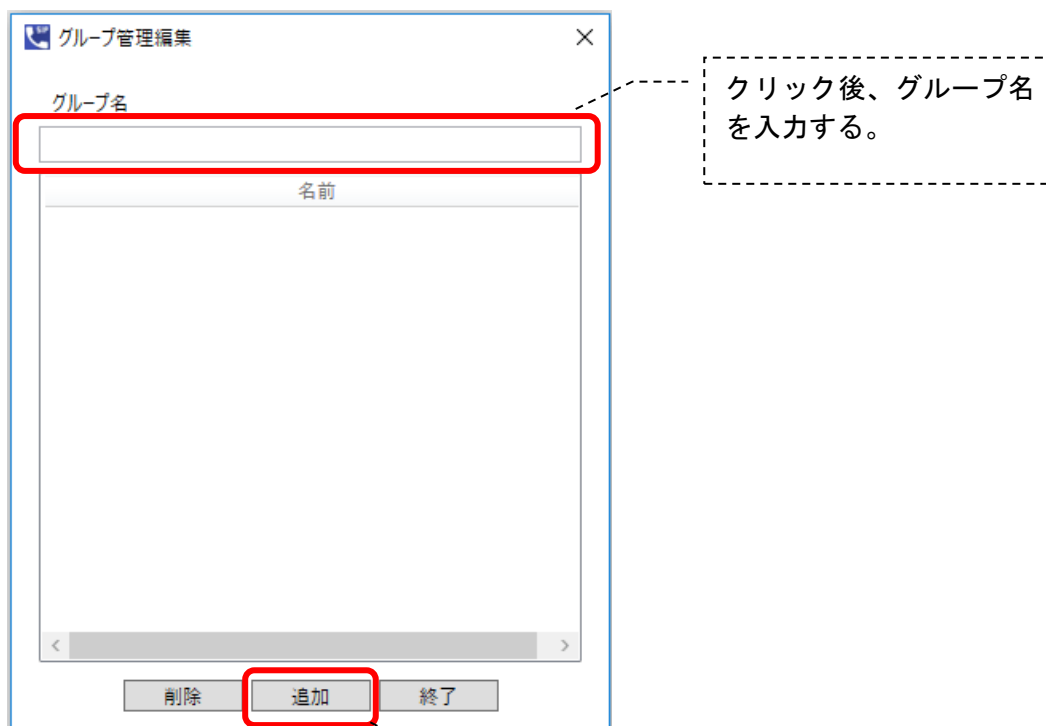 グループ管理編集
グループ名
クリック後、グループ名
を入力する。
名前
削除 追加 終了